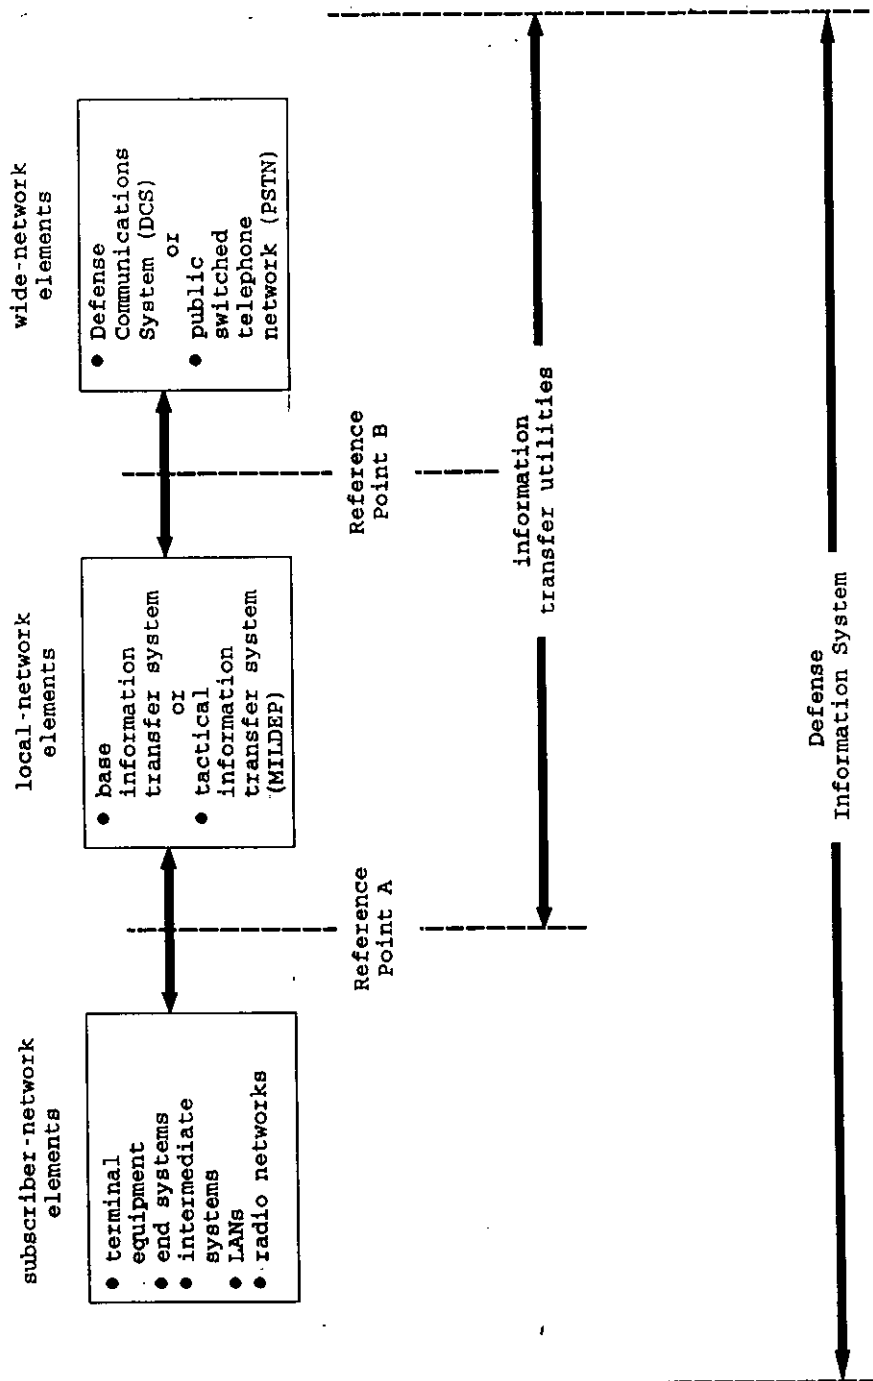 subscriber-network
elements
● terminal
equipment
● end systems
● intermediate
systems
● LANs
● radio networks
local-network
elements
● base
information
transfer system
or
● tactical
information
transfer system
(MILDEP)
wide-network
elements
● Defense
Communications
System (DCS)
or
● public
switched
telephone
network (PSTN)
Reference
Point A
Reference
Point B
information
transfer utilities
Defense
Information System